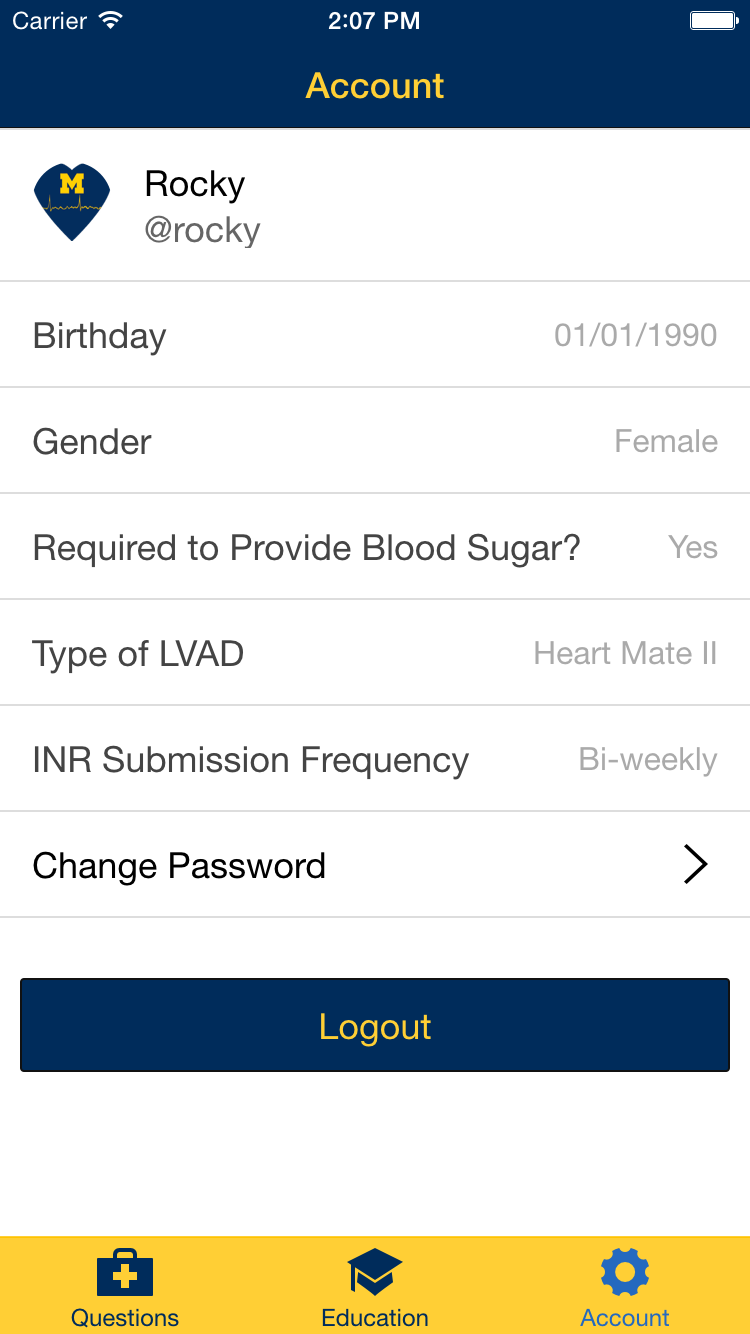 Carrier 2:07 PM
Account
M
Rocky
@rocky
Birthday 01/01/1990
Gender Female
Required to Provide Blood Sugar? Yes
Type of LVAD Heart Mate II
INR Submission Frequency Bi-weekly
Change Password
Logout
Questions Education Account